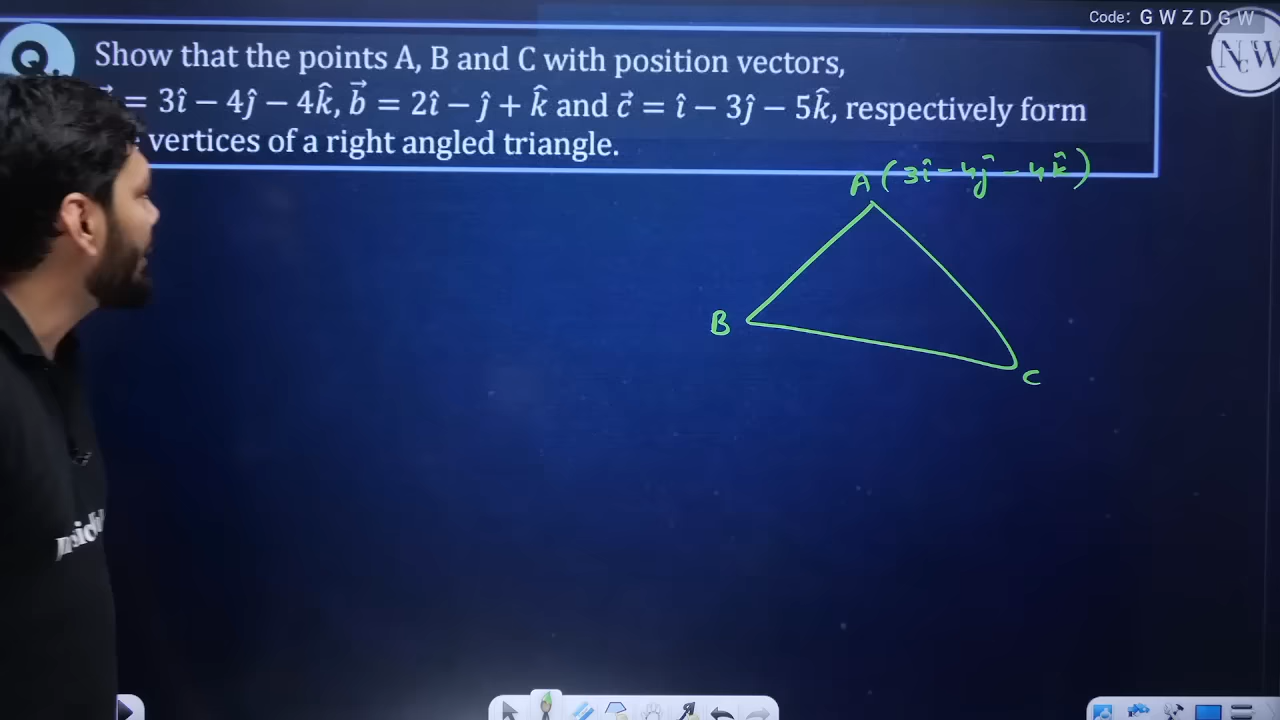 Code: G W Z D G W
Q.
N C W
Show that the points A, B and C with position vectors,
= 3î − 4ĵ − 4k̂, b⃗ = 2î − ĵ + k̂ and c⃗ = î − 3ĵ − 5k̂, respectively form
vertices of a right angled triangle.
A (3î − 4ĵ − 4k̂)
B
C